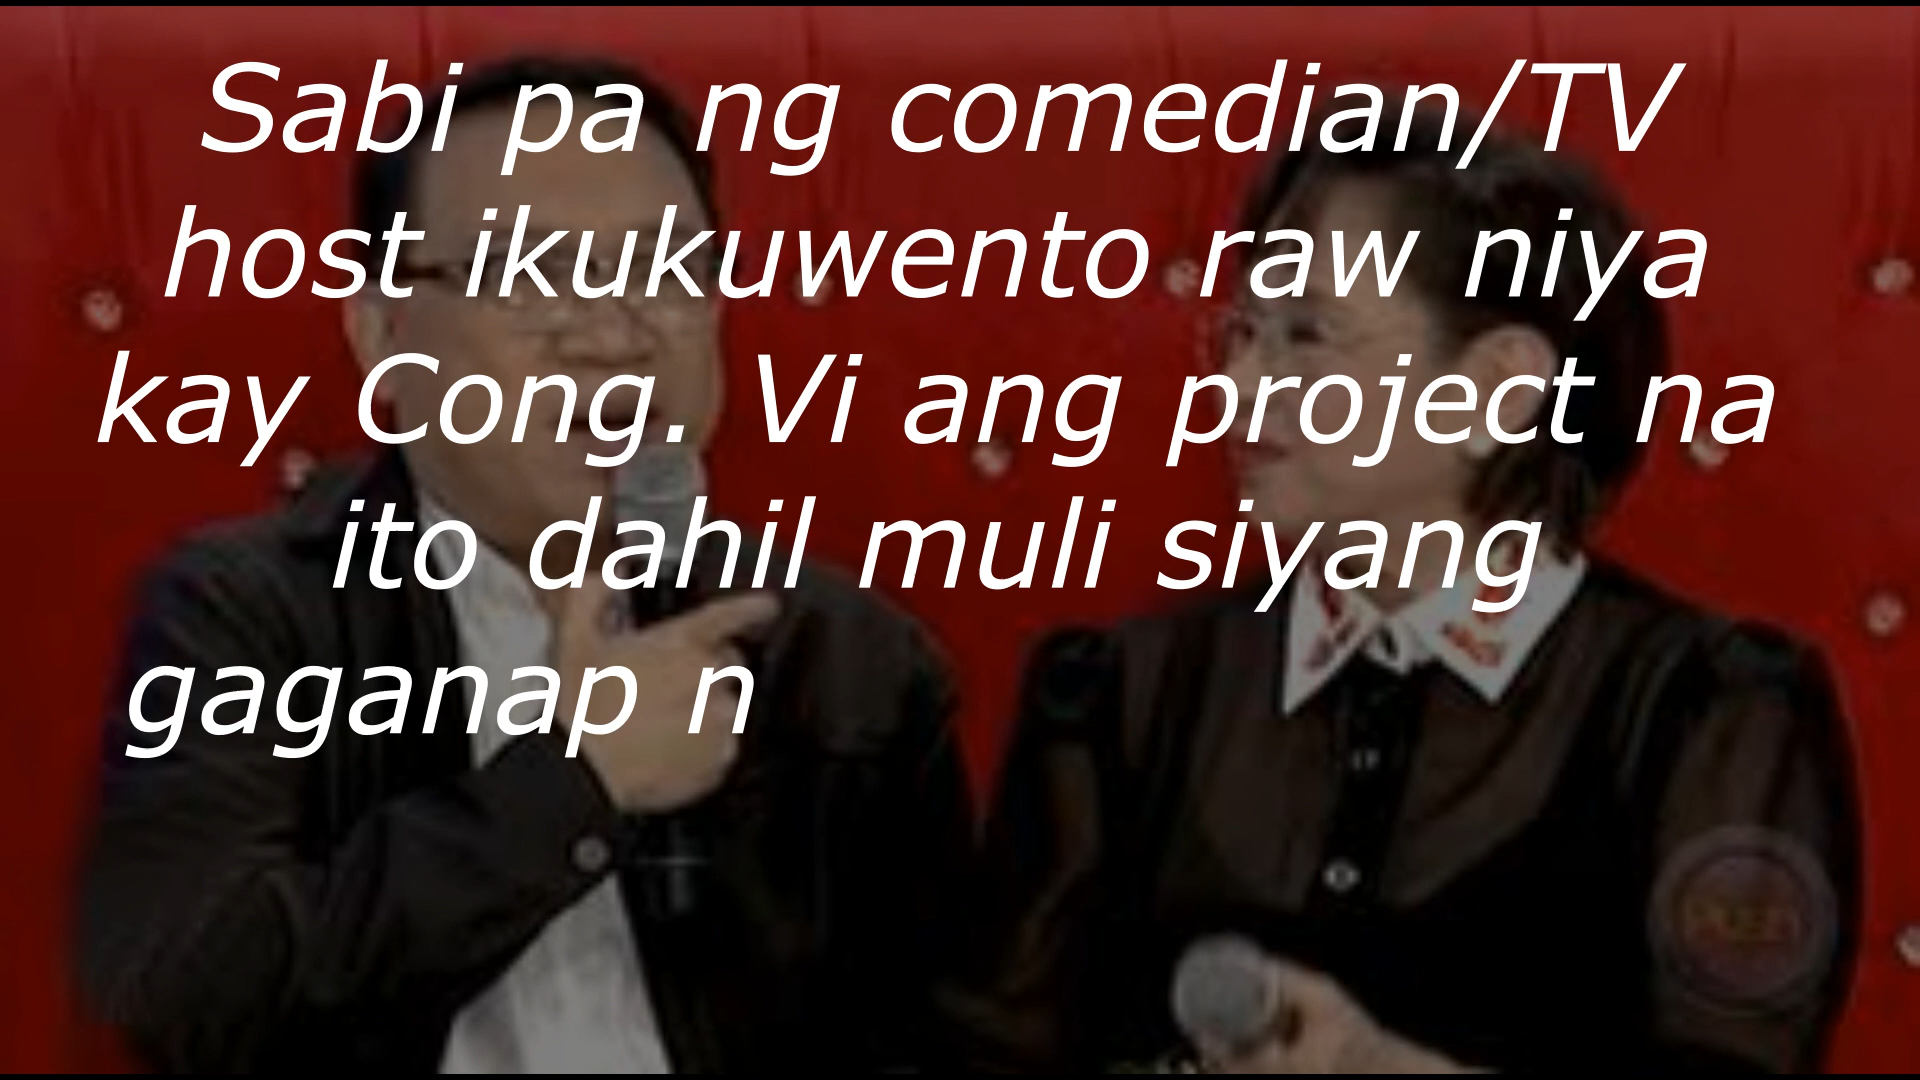 Sabi pa ng comedian/TV
host ikukuwento raw niya
kay Cong. Vi ang project na
ito dahil muli siyang
gaganap n